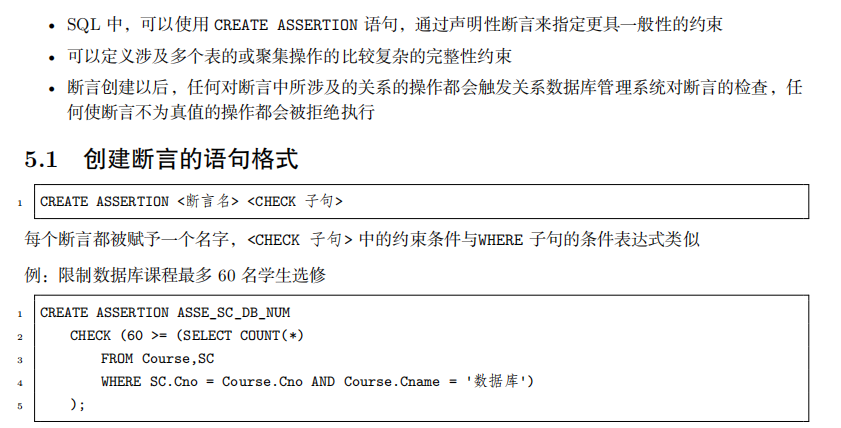 • SQL 中，可以使用 CREATE ASSERTION 语句，通过声明性断言来指定更具一般性的约束
• 可以定义涉及多个表的或聚集操作的比较复杂的完整性约束
• 断言创建以后，任何对断言中所涉及的关系的操作都会触发关系数据库管理系统对断言的检查，任
何使断言不为真值的操作都会被拒绝执行
5.1 创建断言的语句格式
1 CREATE ASSERTION <断言名> <CHECK 子句>
每个断言都被赋予一个名字，<CHECK 子句> 中的约束条件与WHERE 子句的条件表达式类似
例：限制数据库课程最多 60 名学生选修
1 CREATE ASSERTION ASSE_SC_DB_NUM
2 CHECK (60 >= (SELECT COUNT(*)
3 FROM Course,SC
4 WHERE SC.Cno = Course.Cno AND Course.Cname = '数据库')
5 );